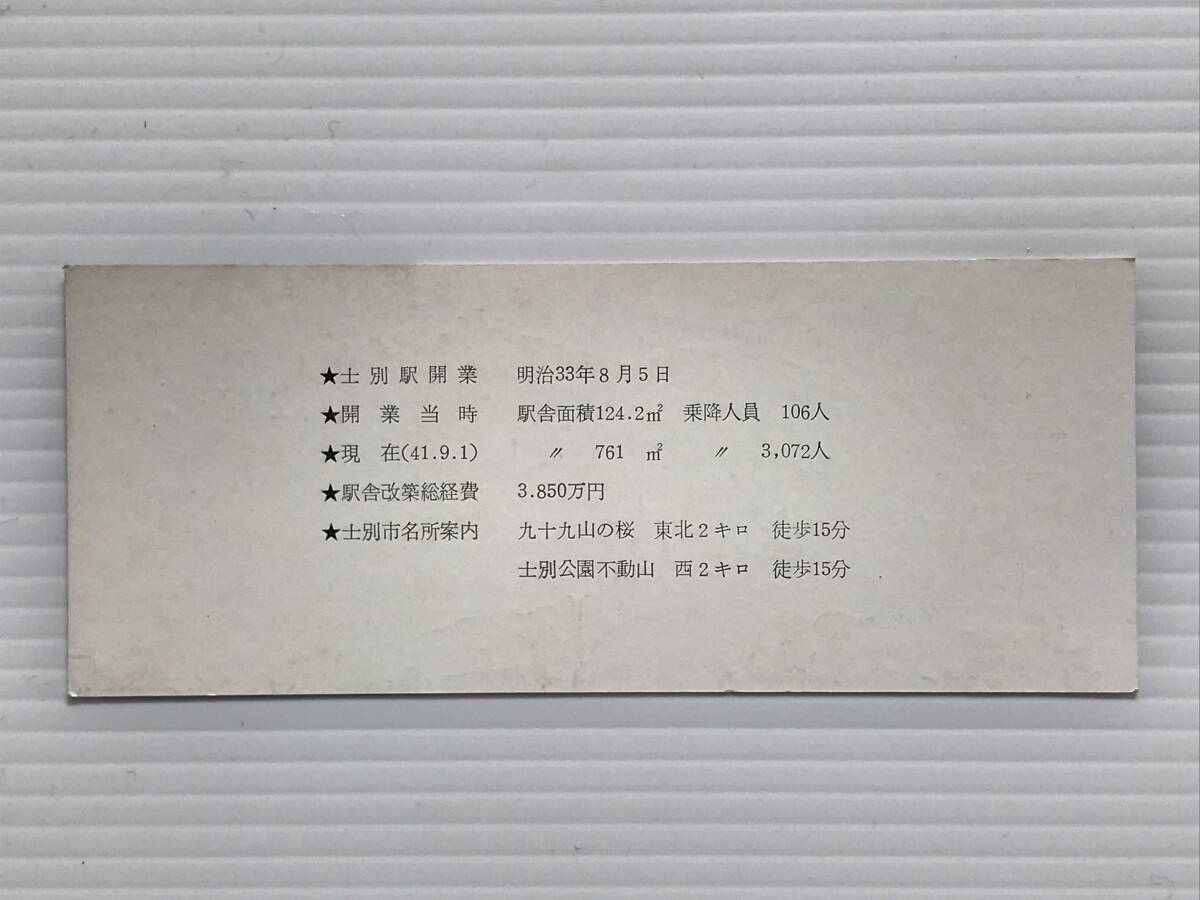 ★士別駅開業 明治33年8月5日
★開業当時 駅舎面積124.2㎡ 乗降人員 106人
★現在(41.9.1) 〃 761 ㎡ 〃 3,072人
★駅舎改築総経費 3.850万円
★士別市名所案内 九十九山の桜 東北2キロ 徒歩15分
士別公園不動山 西2キロ 徒歩15分